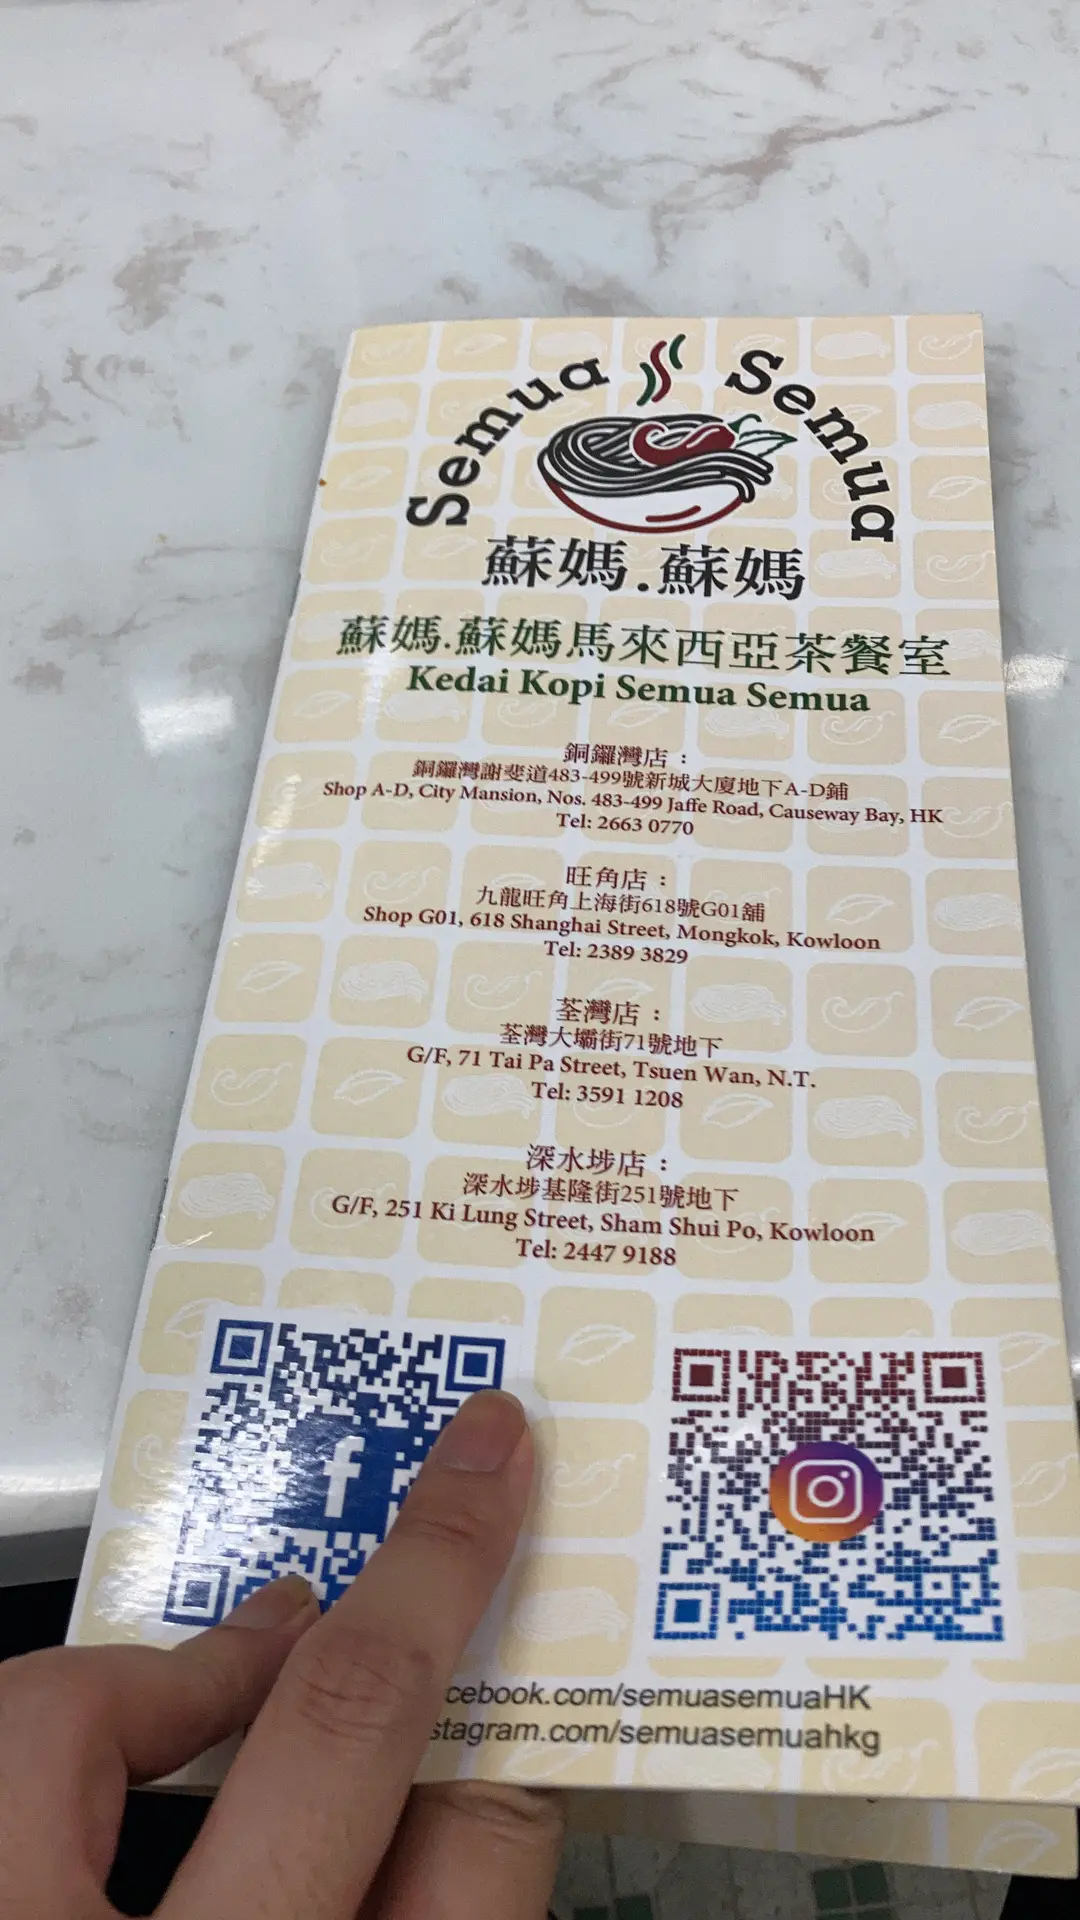 Semua Semua
蘇媽.蘇媽
蘇媽.蘇媽馬來西亞茶餐室
Kedai Kopi Semua Semua
銅鑼灣店：
銅鑼灣謝斐道483-499號新城大廈地下A-D鋪
Shop A-D, City Mansion, Nos. 483-499 Jaffe Road, Causeway Bay, HK
Tel: 2663 0770
旺角店：
九龍旺角上海街618號G01舖
Shop G01, 618 Shanghai Street, Mongkok, Kowloon
Tel: 2389 3829
荃灣店：
荃灣大壩街71號地下
G/F, 71 Tai Pa Street, Tsuen Wan, N.T.
Tel: 3591 1208
深水埗店：
深水埗基隆街251號地下
G/F, 251 Ki Lung Street, Sham Shui Po, Kowloon
Tel: 2447 9188
f
cebook.com/semuasemuaHK
stagram.com/semuasemuahkg